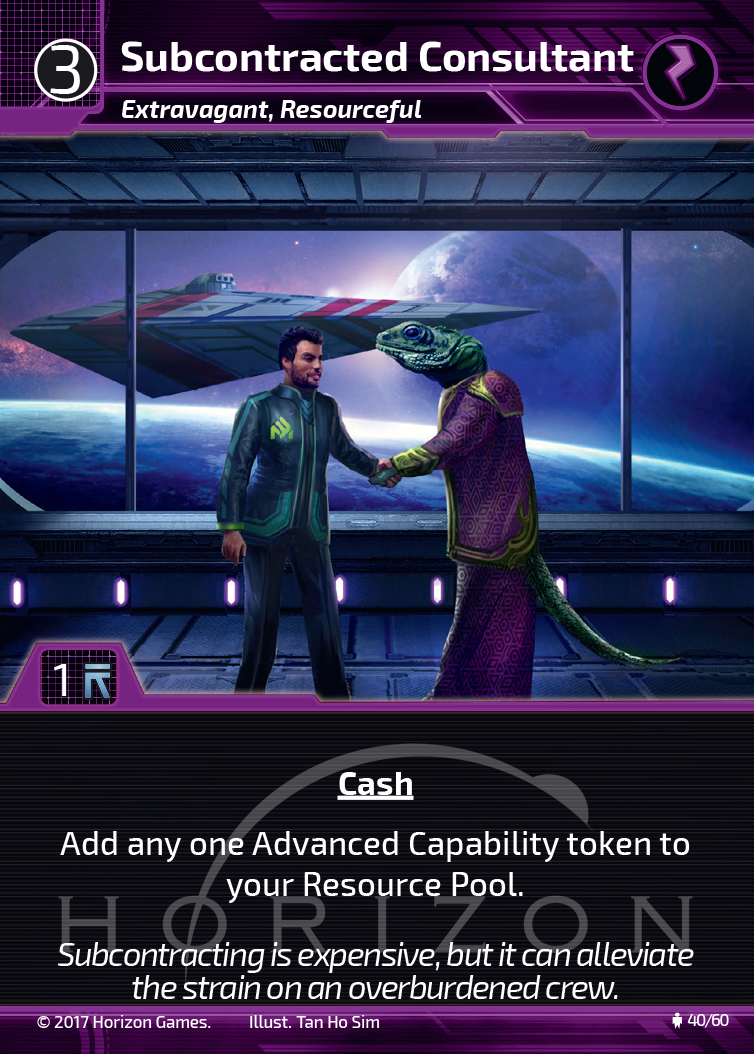 3
Subcontracted Consultant
Extravagant, Resourceful
1
Cash
Add any one Advanced Capability token to
your Resource Pool.
HORIZON
Subcontracting is expensive, but it can alleviate
the strain on an overburdened crew.
© 2017 Horizon Games. Illust. Tan Ho Sim 40/60